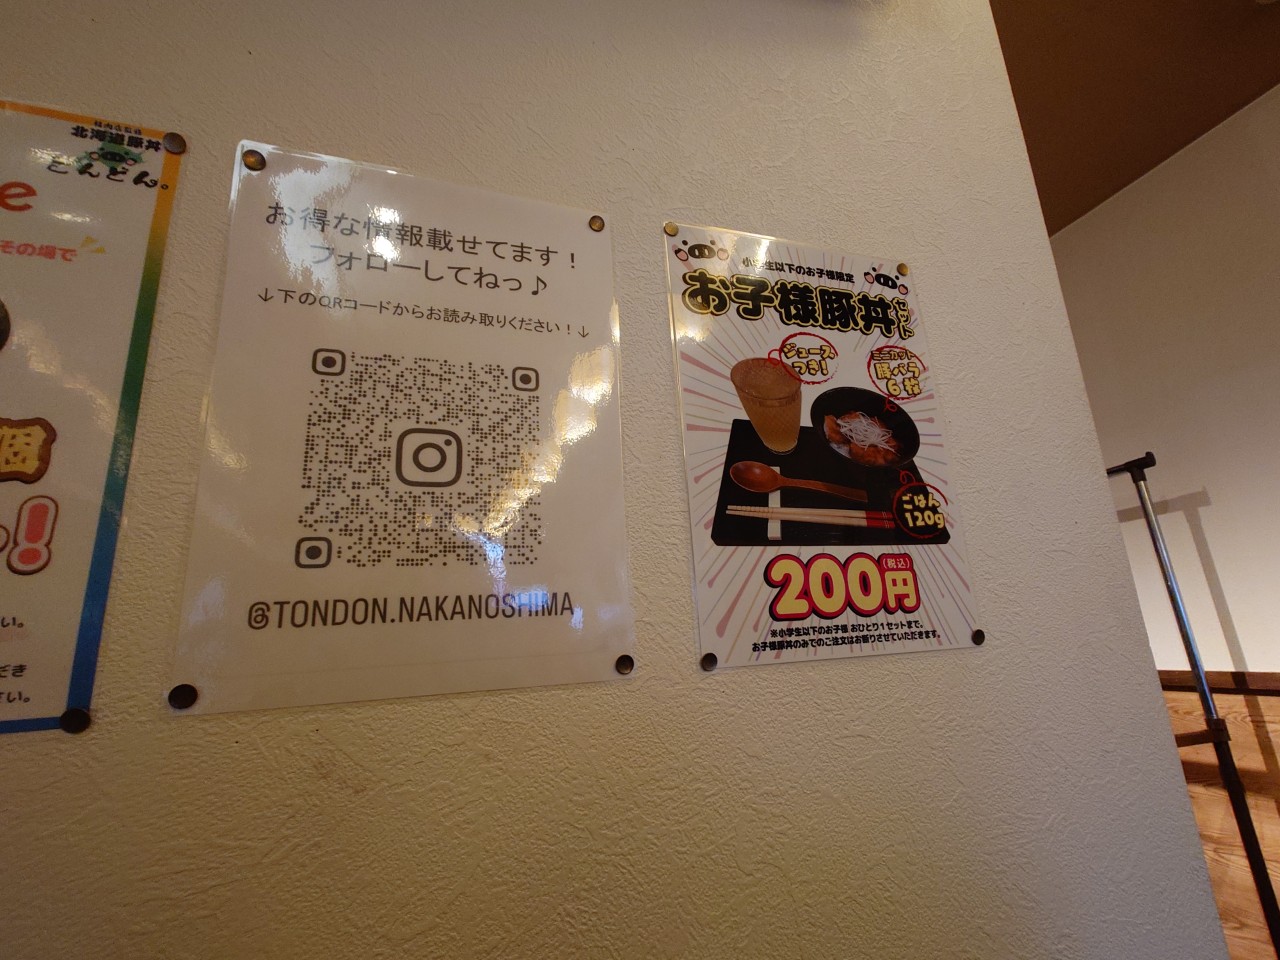 北海道豚丼
とんどん。
e
その場で
個
い。
だき
さい。
お得な情報載せてます！
フォローしてねっ♪
↓下のQRコードからお読み取りください！↓
@TONDON.NAKANOSHIMA
小学生以下のお子様限定
お子様豚丼セット
ジュース
つき!
ミニカット
豚バラ
6枚
ごはん
120g
200円
(税込)
※小学生以下のお子様 おひとり1セットまで。
お子様豚丼のみでのご注文はお断りさせていただきます。